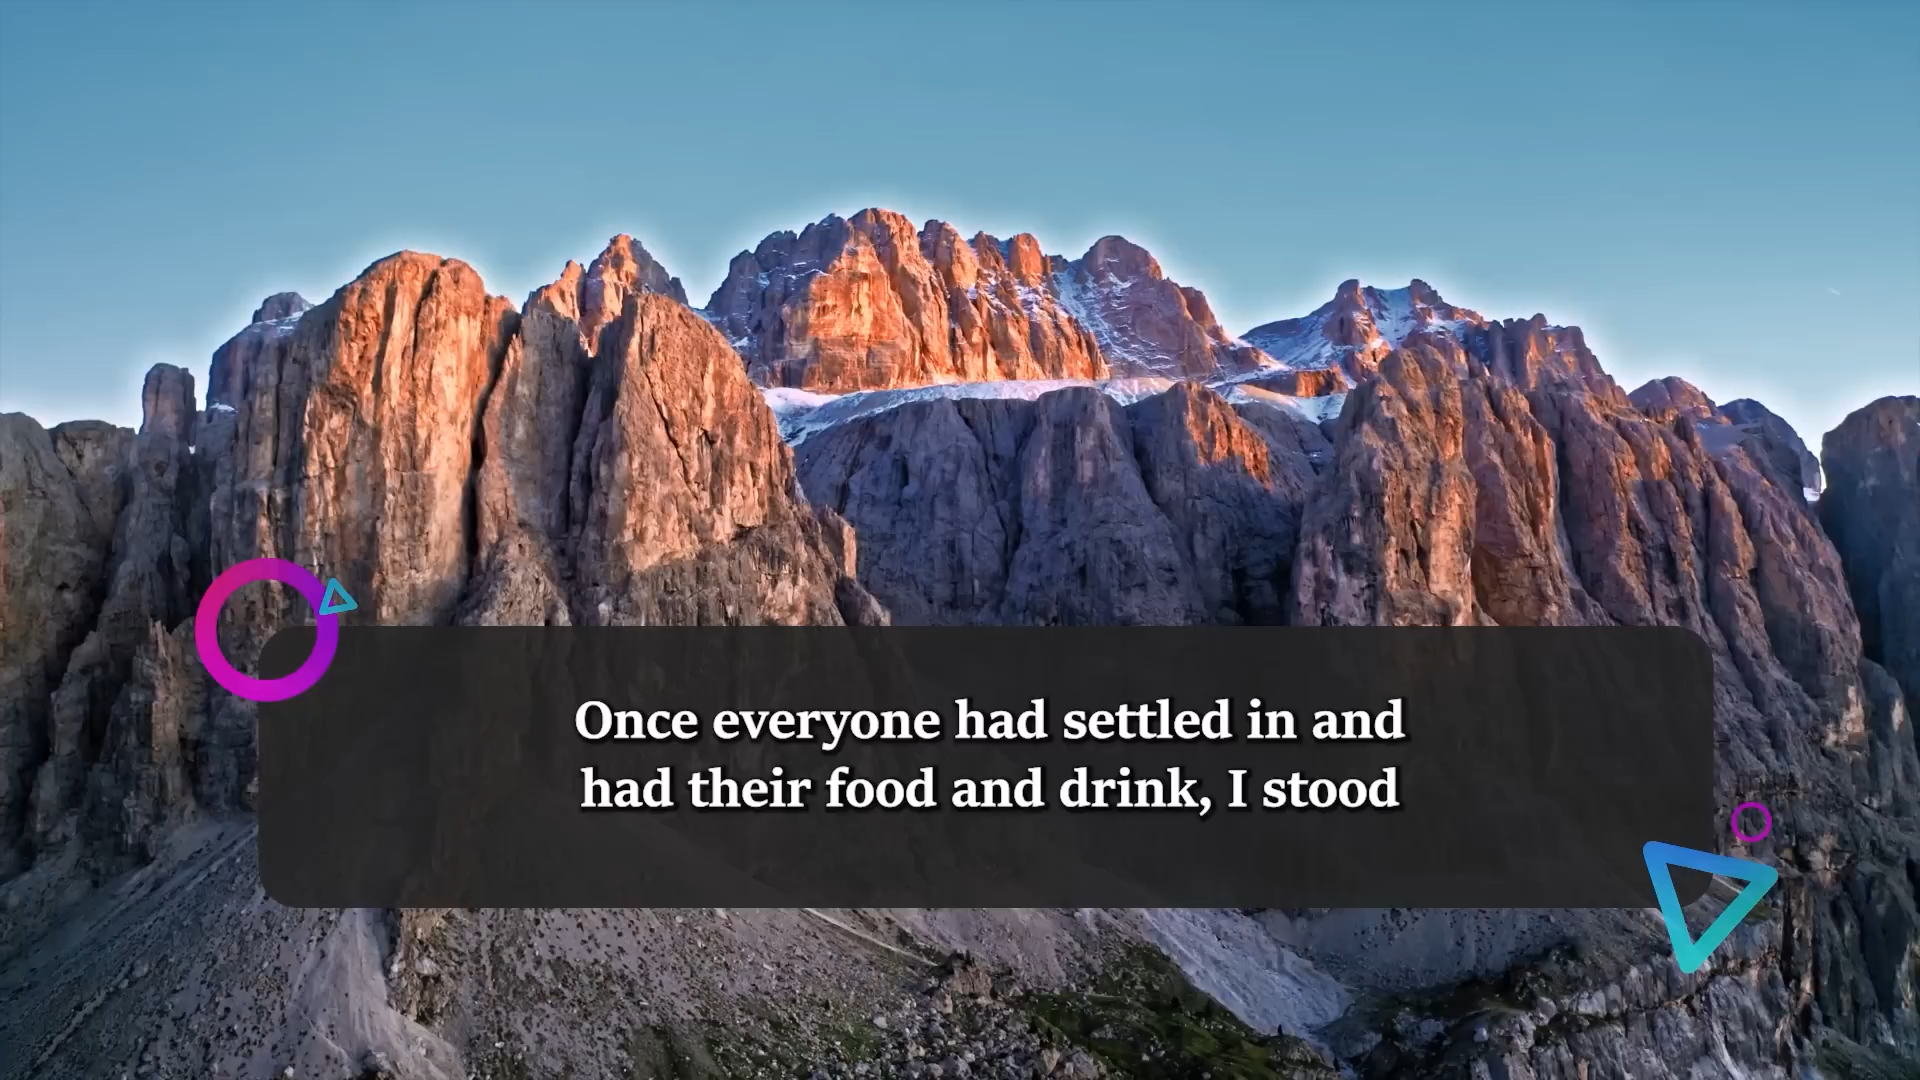 Once everyone had settled in and
had their food and drink, I stood